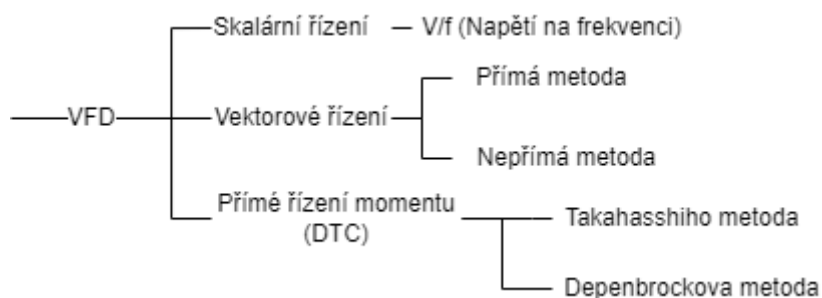 Skalární řízení
V/f (Napětí na frekvenci)
Přímá metoda
VFD
Vektorové řízení
Nepřímá metoda
Přímé řízení momentu
(DTC)
Takahasshiho metoda
Depenbrockova metoda